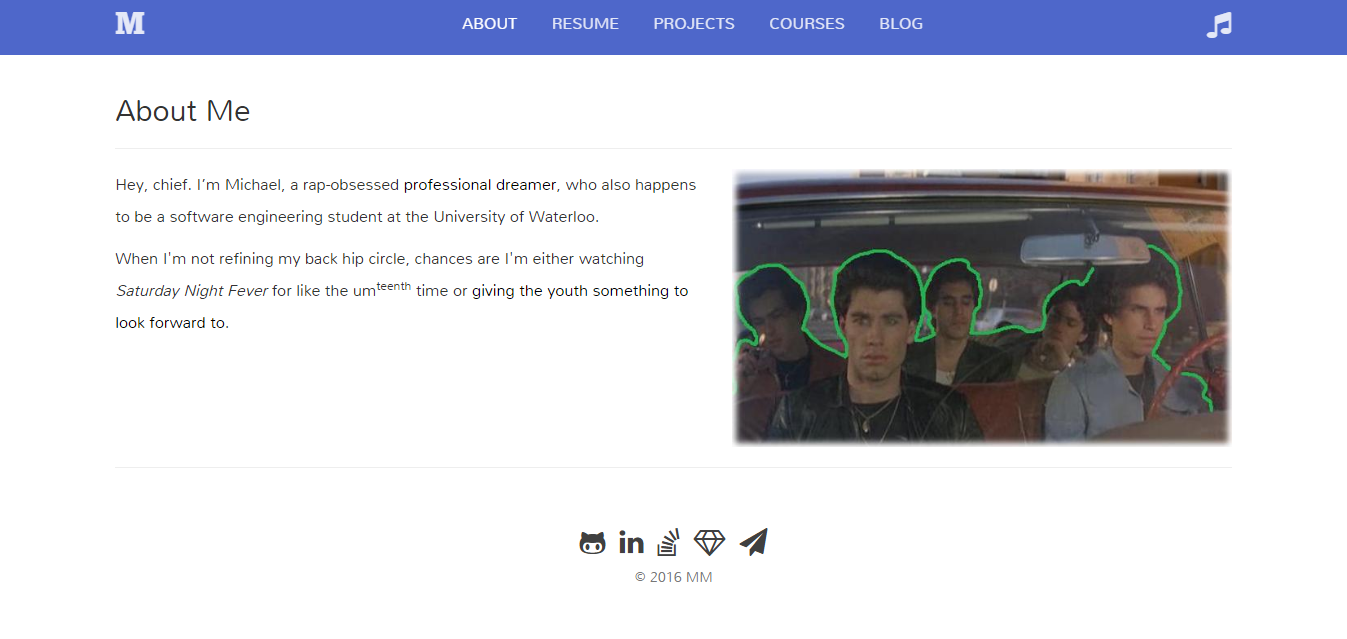 M
ABOUT RESUME PROJECTS COURSES BLOG
About Me
Hey, chief. I’m Michael, a rap-obsessed professional dreamer, who also happens
to be a software engineering student at the University of Waterloo.
When I'm not refining my back hip circle, chances are I'm either watching
Saturday Night Fever for like the umteenth time or giving the youth something to
look forward to.
in
© 2016 MM